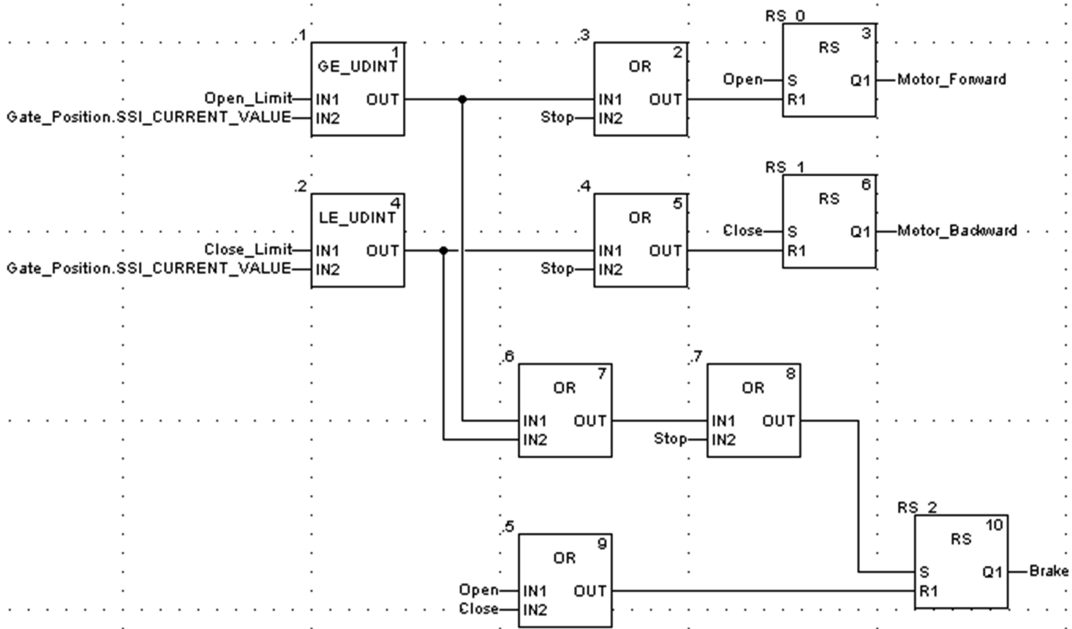 RS_0
.1 .3 3
1 2 RS
GE_UDINT OR Open S Q1 Motor_Forward
Open_Limit IN1 OUT IN1 OUT R1
Gate_Position.SSI_CURRENT_VALUE IN2 Stop IN2
RS_1
.2 .4 6
4 5 RS
LE_UDINT OR Close S Q1 Motor_Backward
Close_Limit IN1 OUT IN1 OUT R1
Gate_Position.SSI_CURRENT_VALUE IN2 Stop IN2
.6 .7
7 8
OR OR
IN1 OUT IN1 OUT
IN2 Stop IN2
RS_2
.5 10
9 RS
OR
S Q1 Brake
Open IN1 OUT R1
Close IN2